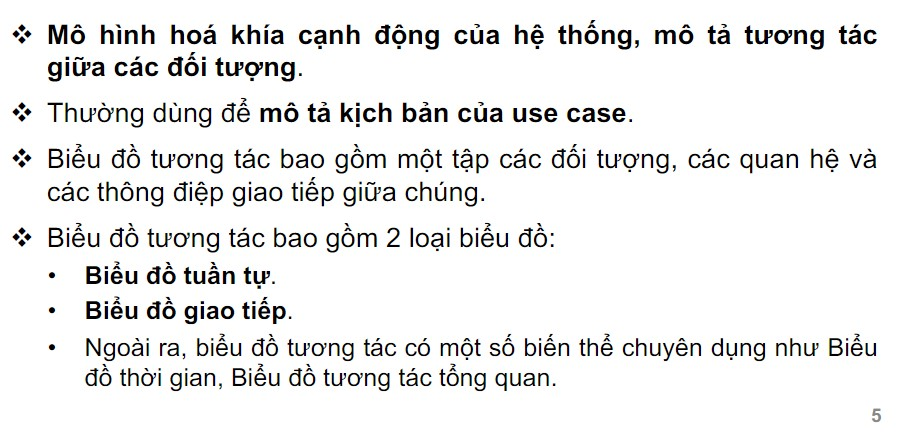 ❖ Mô hình hoá khía cạnh động của hệ thống, mô tả tương tác
giữa các đối tượng.
❖ Thường dùng để mô tả kịch bản của use case.
❖ Biểu đồ tương tác bao gồm một tập các đối tượng, các quan hệ và
các thông điệp giao tiếp giữa chúng.
❖ Biểu đồ tương tác bao gồm 2 loại biểu đồ:
• Biểu đồ tuần tự.
• Biểu đồ giao tiếp.
• Ngoài ra, biểu đồ tương tác có một số biến thể chuyên dụng như Biểu
đồ thời gian, Biểu đồ tương tác tổng quan.
5